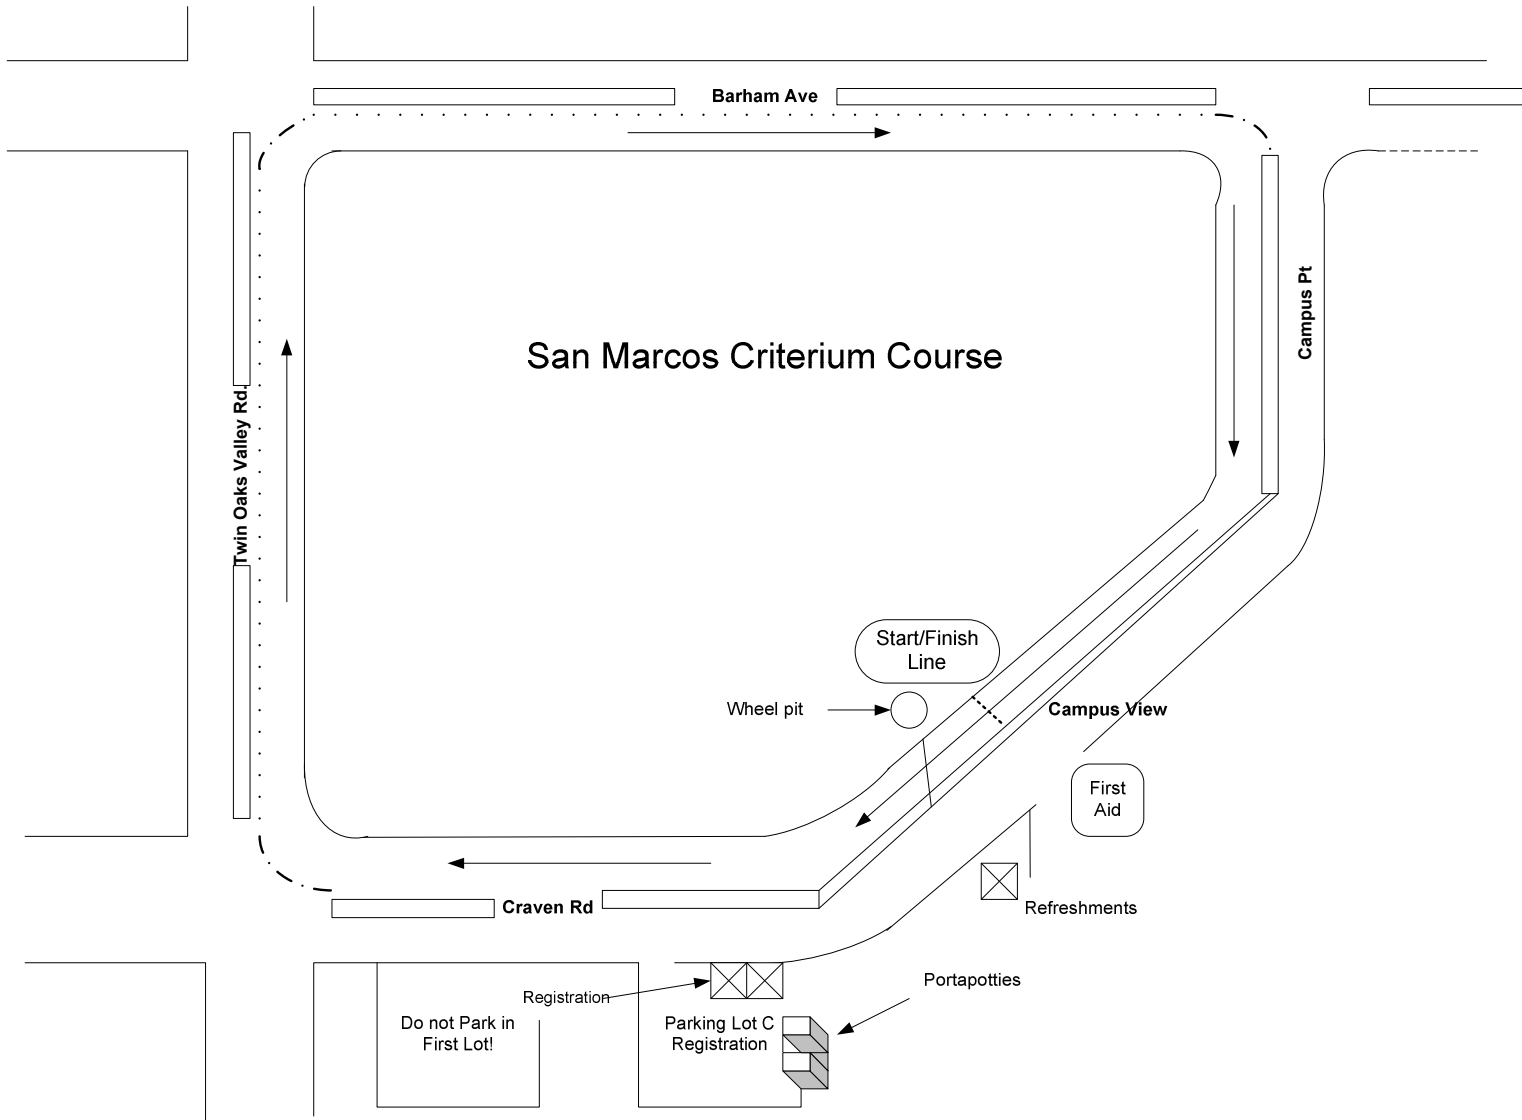 Barham Ave
Campus Pt
San Marcos Criterium Course
Twin Oaks Valley Rd.
Start/Finish
Line
Wheel pit
Campus View
First
Aid
Craven Rd
Refreshments
Portapotties
Registration
Do not Park in
First Lot!
Parking Lot C
Registration